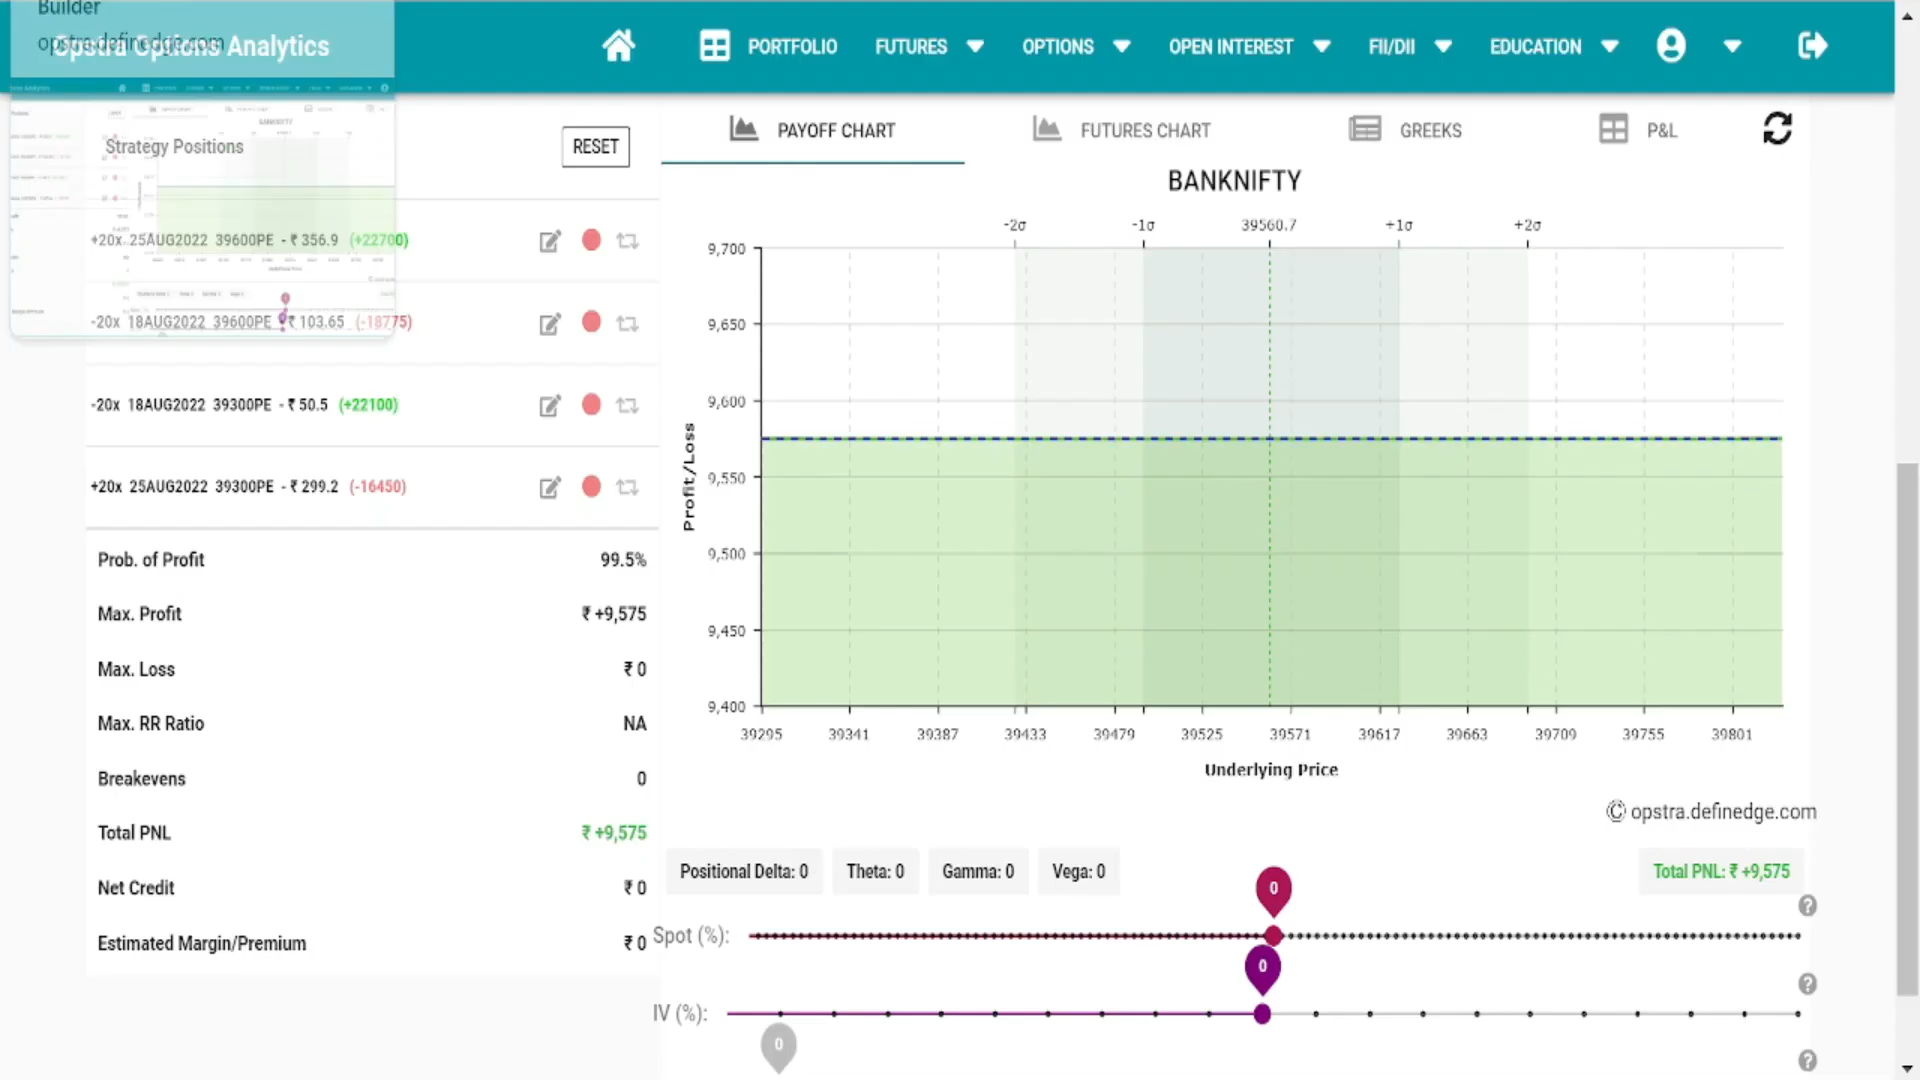 Builder
opstra.definedge.com
Opstra Options Analytics
PORTFOLIO
FUTURES
OPTIONS
OPEN INTEREST
FII/DII
EDUCATION
Strategy Positions
RESET
+20x 25AUG2022 39600PE - ₹ 356.9 (+22700)
-20x 18AUG2022 39600PE - ₹ 103.65 (-18775)
-20x 18AUG2022 39300PE - ₹ 50.5 (+22100)
+20x 25AUG2022 39300PE - ₹ 299.2 (-16450)
Prob. of Profit 99.5%
Max. Profit ₹ +9,575
Max. Loss ₹ 0
Max. RR Ratio NA
Breakevens 0
Total PNL ₹ +9,575
Net Credit ₹ 0
Estimated Margin/Premium ₹ 0
PAYOFF CHART
FUTURES CHART
GREEKS
P&L
BANKNIFTY
-2σ -1σ 39560.7 +1σ +2σ
9,700
9,650
9,600
9,550
9,500
9,450
9,400
Profit/Loss
39295 39341 39387 39433 39479 39525 39571 39617 39663 39709 39755 39801
Underlying Price
© opstra.definedge.com
Positional Delta: 0
Theta: 0
Gamma: 0
Vega: 0
Total PNL: ₹ +9,575
0
Spot (%):
0
IV (%):
0